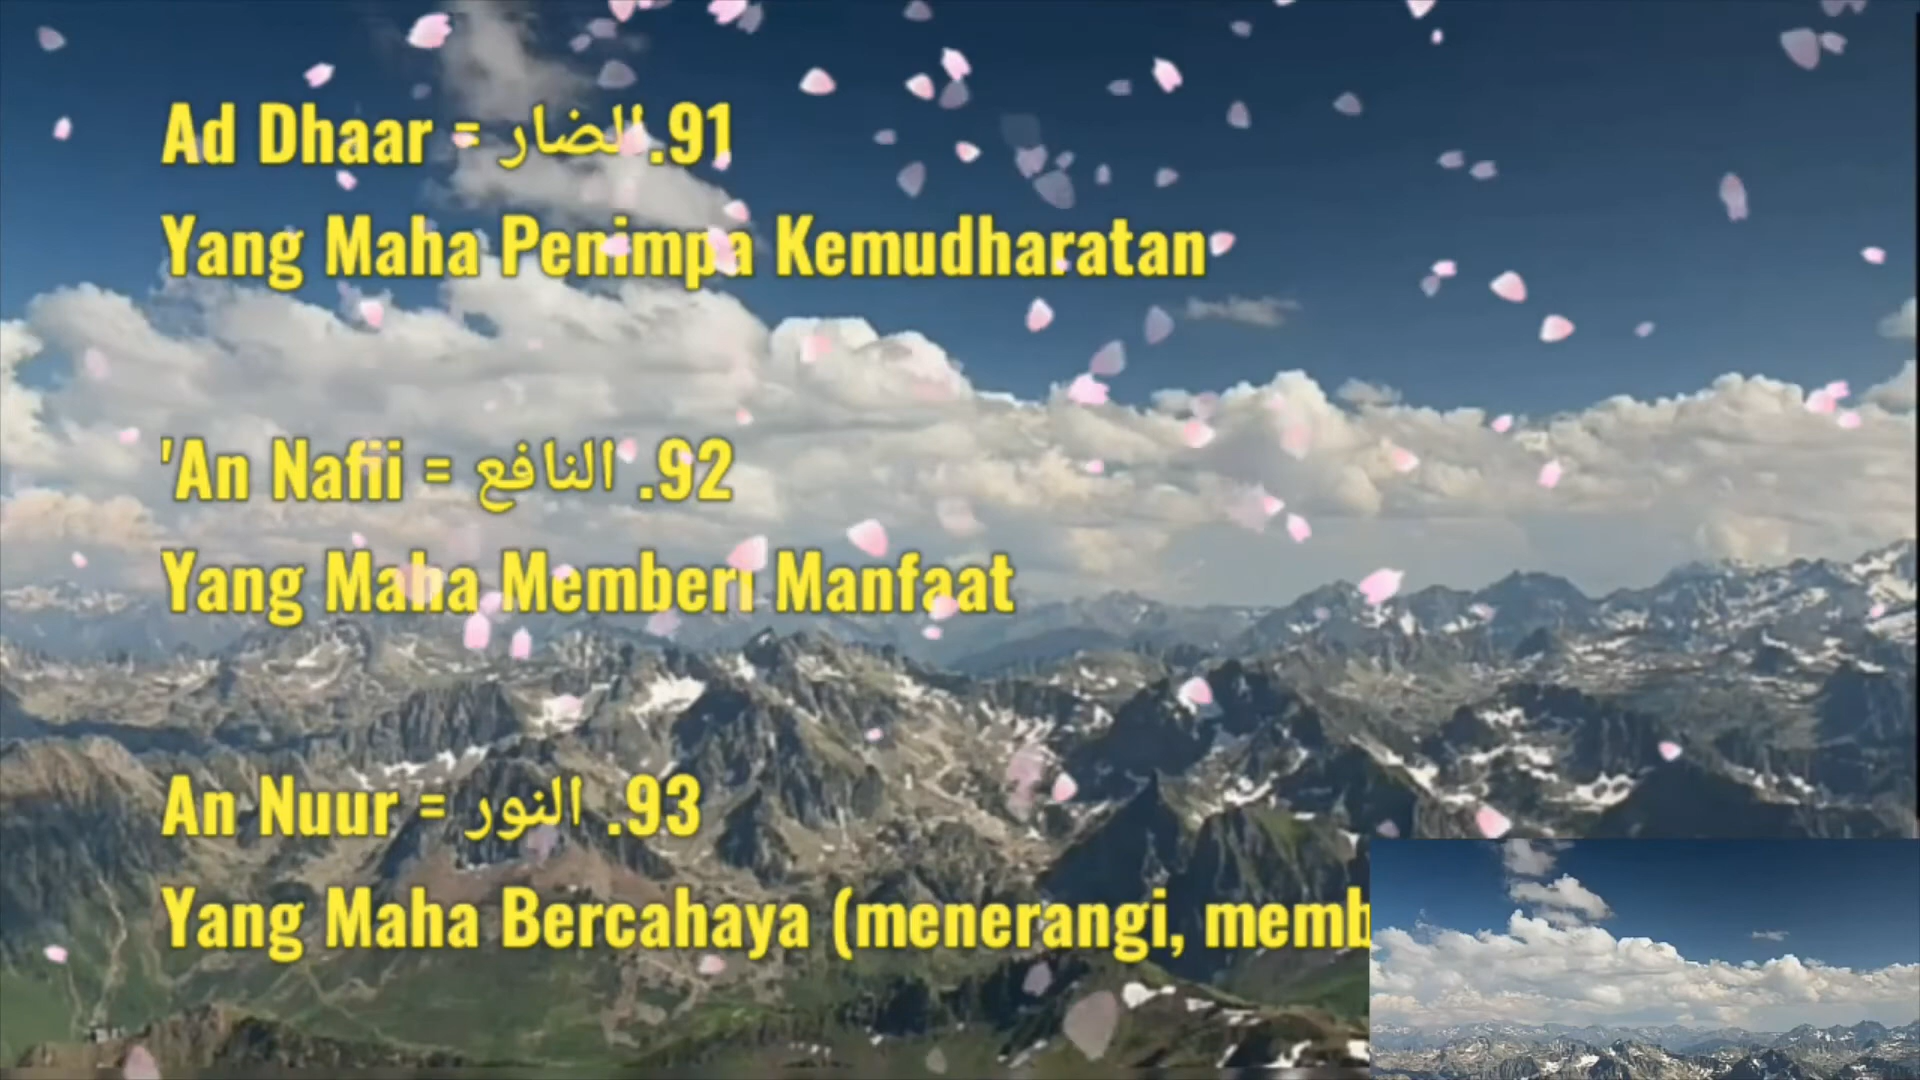 Ad Dhaar = الضار .91
Yang Maha Penimpa Kemudharatan
'An Nafii = النافع .92
Yang Maha Memberi Manfaat
An Nuur = النور .93
Yang Maha Bercahaya (menerangi,